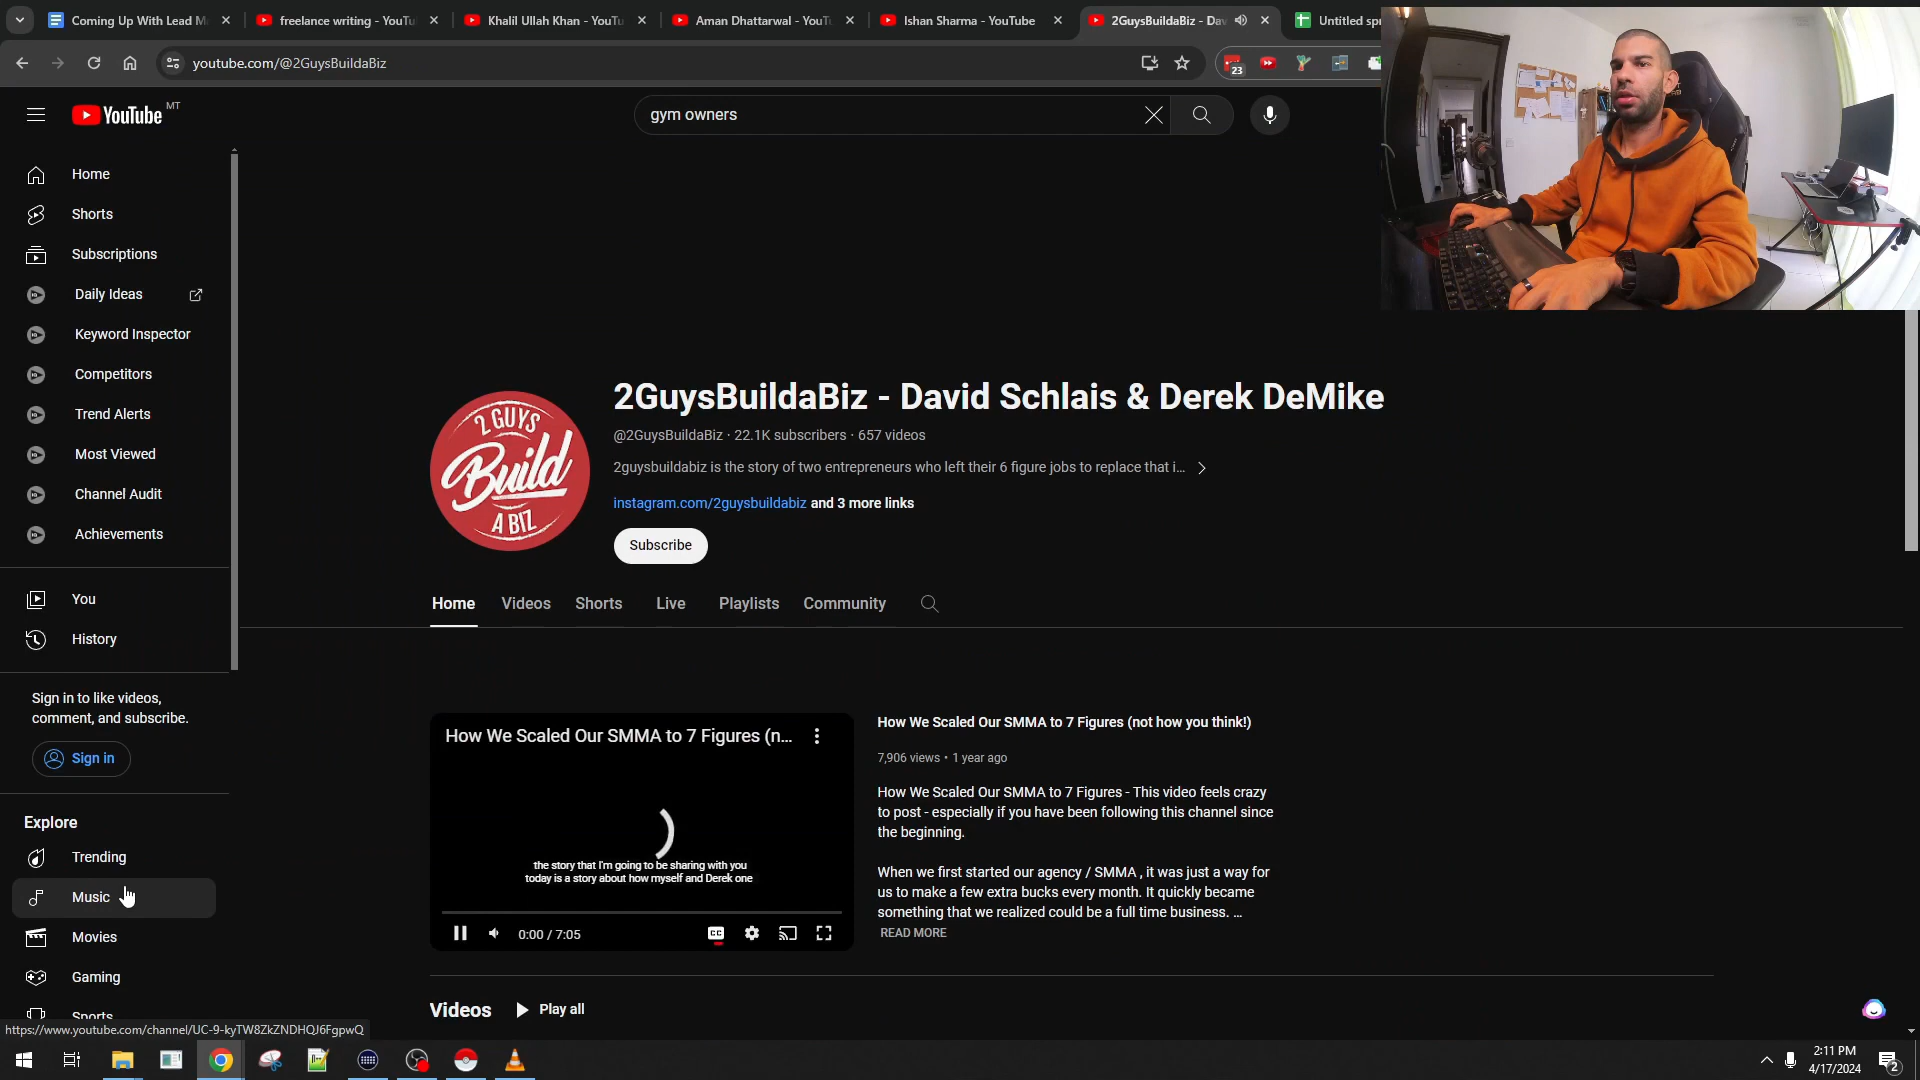 Coming Up With Lead M
freelance writing - YouTu
Khalil Ullah Khan - YouTu
Aman Dhattarwal - YouT
Ishan Sharma - YouTube
2GuysBuildaBiz - Dav
Untitled spr
youtube.com/@2GuysBuildaBiz
23
YouTube MT
gym owners
Home
Shorts
Subscriptions
Daily Ideas
Keyword Inspector
Competitors
Trend Alerts
Most Viewed
Channel Audit
Achievements
You
History
Sign in to like videos,
comment, and subscribe.
Sign in
Explore
Trending
Music
Movies
Gaming
Sports
https://www.youtube.com/channel/UC-9-kyTW8ZkZNDHQJ6FgpwQ
2 GUYS
Build
A BIZ
2GuysBuildaBiz - David Schlais & Derek DeMike
@2GuysBuildaBiz · 22.1K subscribers · 657 videos
2guysbuildabiz is the story of two entrepreneurs who left their 6 figure jobs to replace that i...
instagram.com/2guysbuildabiz and 3 more links
Subscribe
Home Videos Shorts Live Playlists Community
How We Scaled Our SMMA to 7 Figures (n...
the story that I'm going to be sharing with you
today is a story about how myself and Derek one
0:00 / 7:05
CC
How We Scaled Our SMMA to 7 Figures (not how you think!)
7,906 views • 1 year ago
How We Scaled Our SMMA to 7 Figures - This video feels crazy
to post - especially if you have been following this channel since
the beginning.
When we first started our agency / SMMA , it was just a way for
us to make a few extra bucks every month. It quickly became
something that we realized could be a full time business. ...
READ MORE
Videos
Play all
2:11 PM
4/17/2024
2